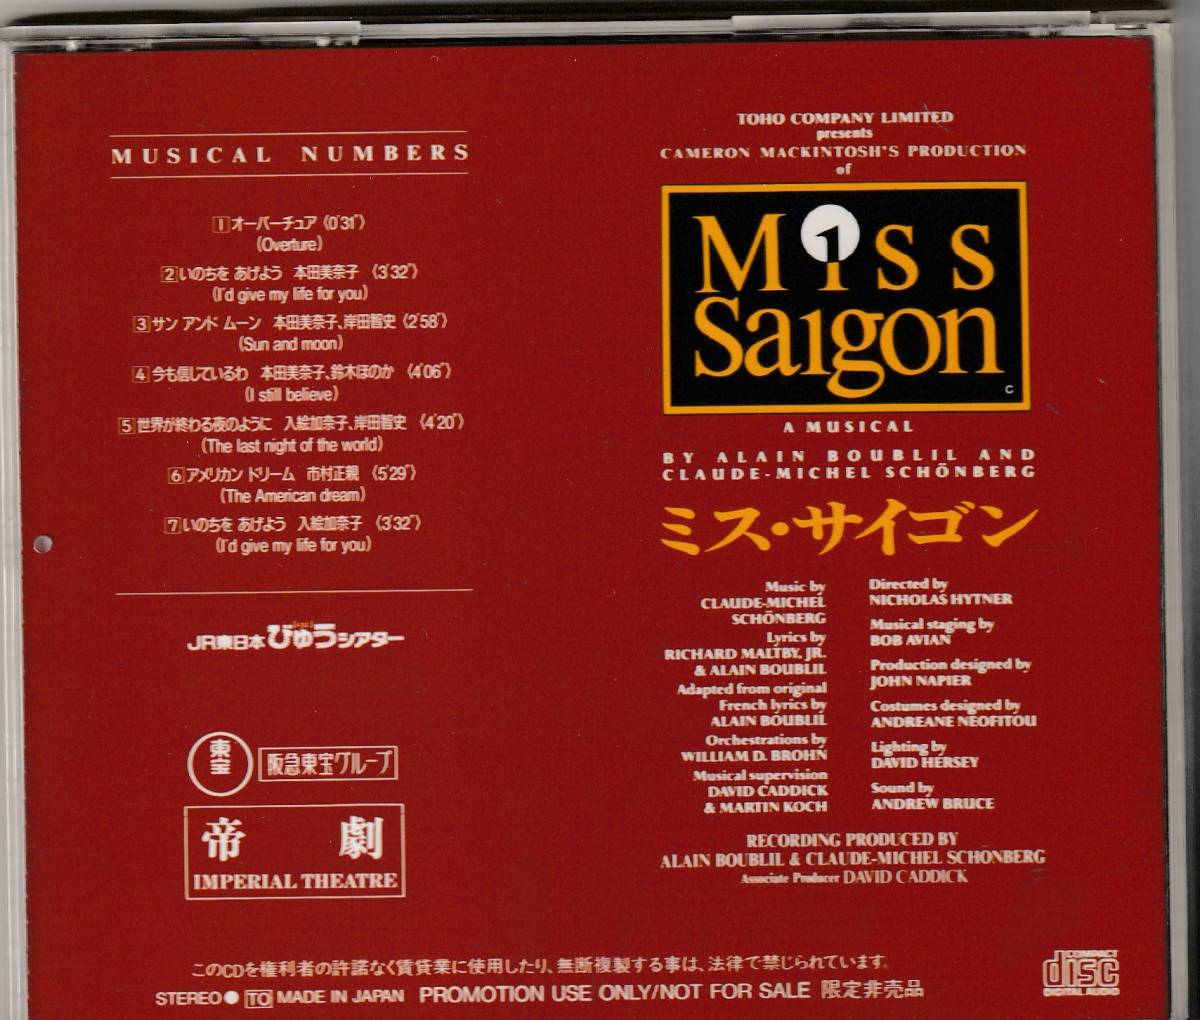 MUSICAL NUMBERS
1 オーバーチュア 〈0'31"〉
(Overture)
2 いのちを あげよう 本田美奈子 〈3'32"〉
(I'd give my life for you)
3 サン アンド ムーン 本田美奈子、岸田智史 〈2'58"〉
(Sun and moon)
4 今も信じているわ 本田美奈子、鈴木ほのか 〈4'06"〉
(I still believe)
5 世界が終わる夜のように 入絵加奈子、岸田智史 〈4'20"〉
(The last night of the world)
6 アメリカン ドリーム 市村正親 〈5'29"〉
(The American dream)
7 いのちを あげよう 入絵加奈子 〈3'32"〉
(I'd give my life for you)
JR東日本 びゅうシアター
東宝
阪急東宝グループ
帝劇
IMPERIAL THEATRE
TOHO COMPANY LIMITED
presents
CAMERON MACKINTOSH'S PRODUCTION
of
Miss
Saigon
C
A MUSICAL
BY ALAIN BOUBLIL AND
CLAUDE-MICHEL SCHÖNBERG
ミス・サイゴン
Music by
CLAUDE-MICHEL
SCHÖNBERG
Lyrics by
RICHARD MALTBY, JR.
& ALAIN BOUBLIL
Adapted from original
French lyrics by
ALAIN BOUBLIL
Orchestrations by
WILLIAM D. BROHN
Musical supervision
DAVID CADDICK
& MARTIN KOCH
Directed by
NICHOLAS HYTNER
Musical staging by
BOB AVIAN
Production designed by
JOHN NAPIER
Costumes designed by
ANDREANE NEOFITOU
Lighting by
DAVID HERSEY
Sound by
ANDREW BRUCE
RECORDING PRODUCED BY
ALAIN BOUBLIL & CLAUDE-MICHEL SCHÖNBERG
Associate Producer DAVID CADDICK
このCDを権利者の許諾なく賃貸業に使用したり、無断複製する事は、法律で禁じられています。
STEREO● TO MADE IN JAPAN PROMOTION USE ONLY/NOT FOR SALE 限定非売品
COMPACT
disc
DIGITAL AUDIO